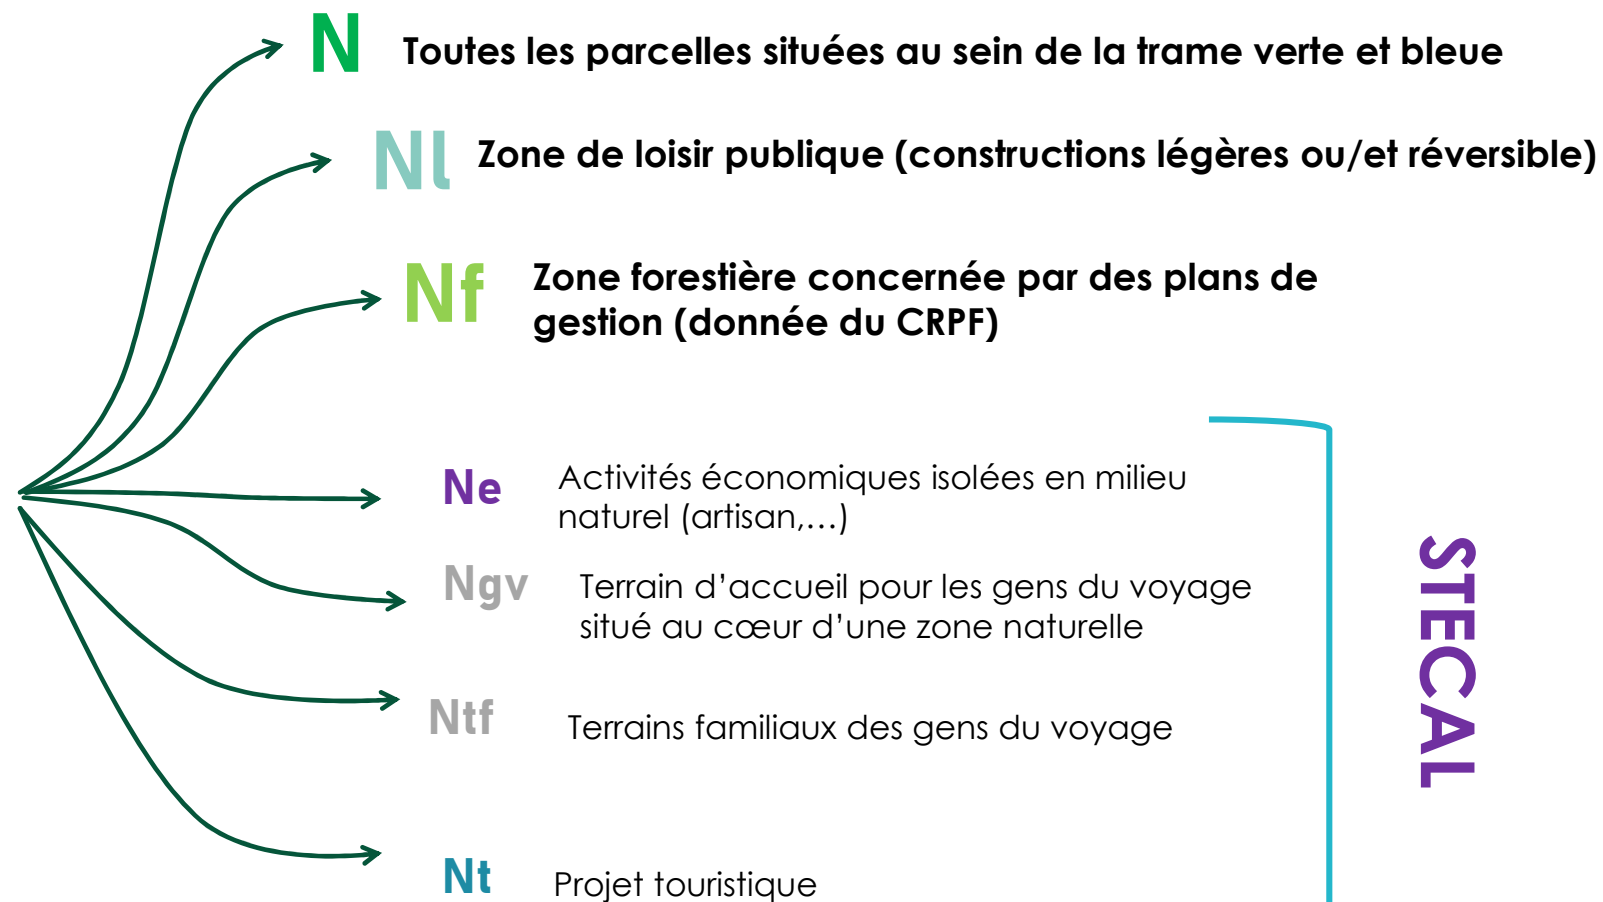 N Toutes les parcelles situées au sein de la trame verte et bleue
Nl Zone de loisir publique (constructions légères ou/et réversible)
Nf Zone forestière concernée par des plans de
gestion (donnée du CRPF)
Ne Activités économiques isolées en milieu
naturel (artisan,…)
Ngv Terrain d’accueil pour les gens du voyage
situé au cœur d’une zone naturelle
Ntf Terrains familiaux des gens du voyage
Nt Projet touristique
STECAL